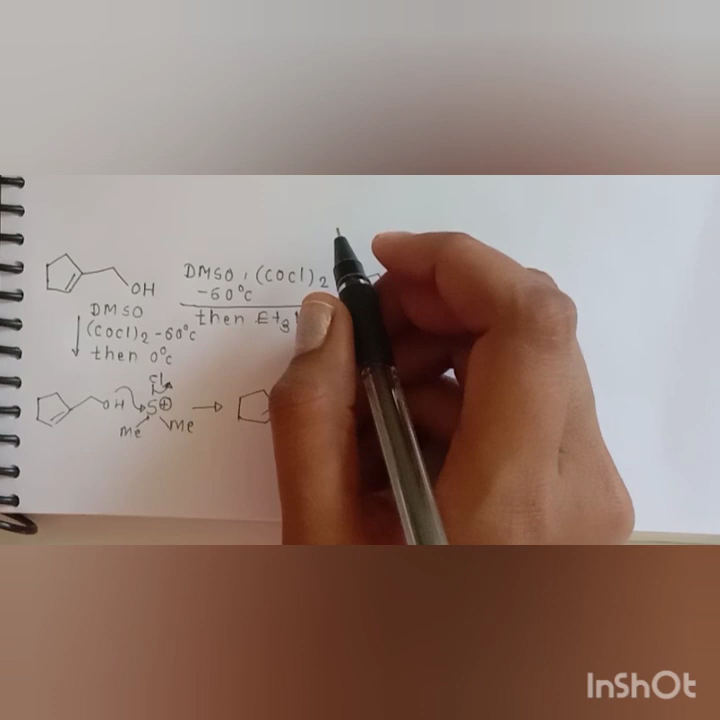 OH
DMSO, (COCl)2
-60°C
then Et3
DMSO
(COCl)2 -60°C
then 0°C
Cl
OH S⊕
Me Me
InShOt